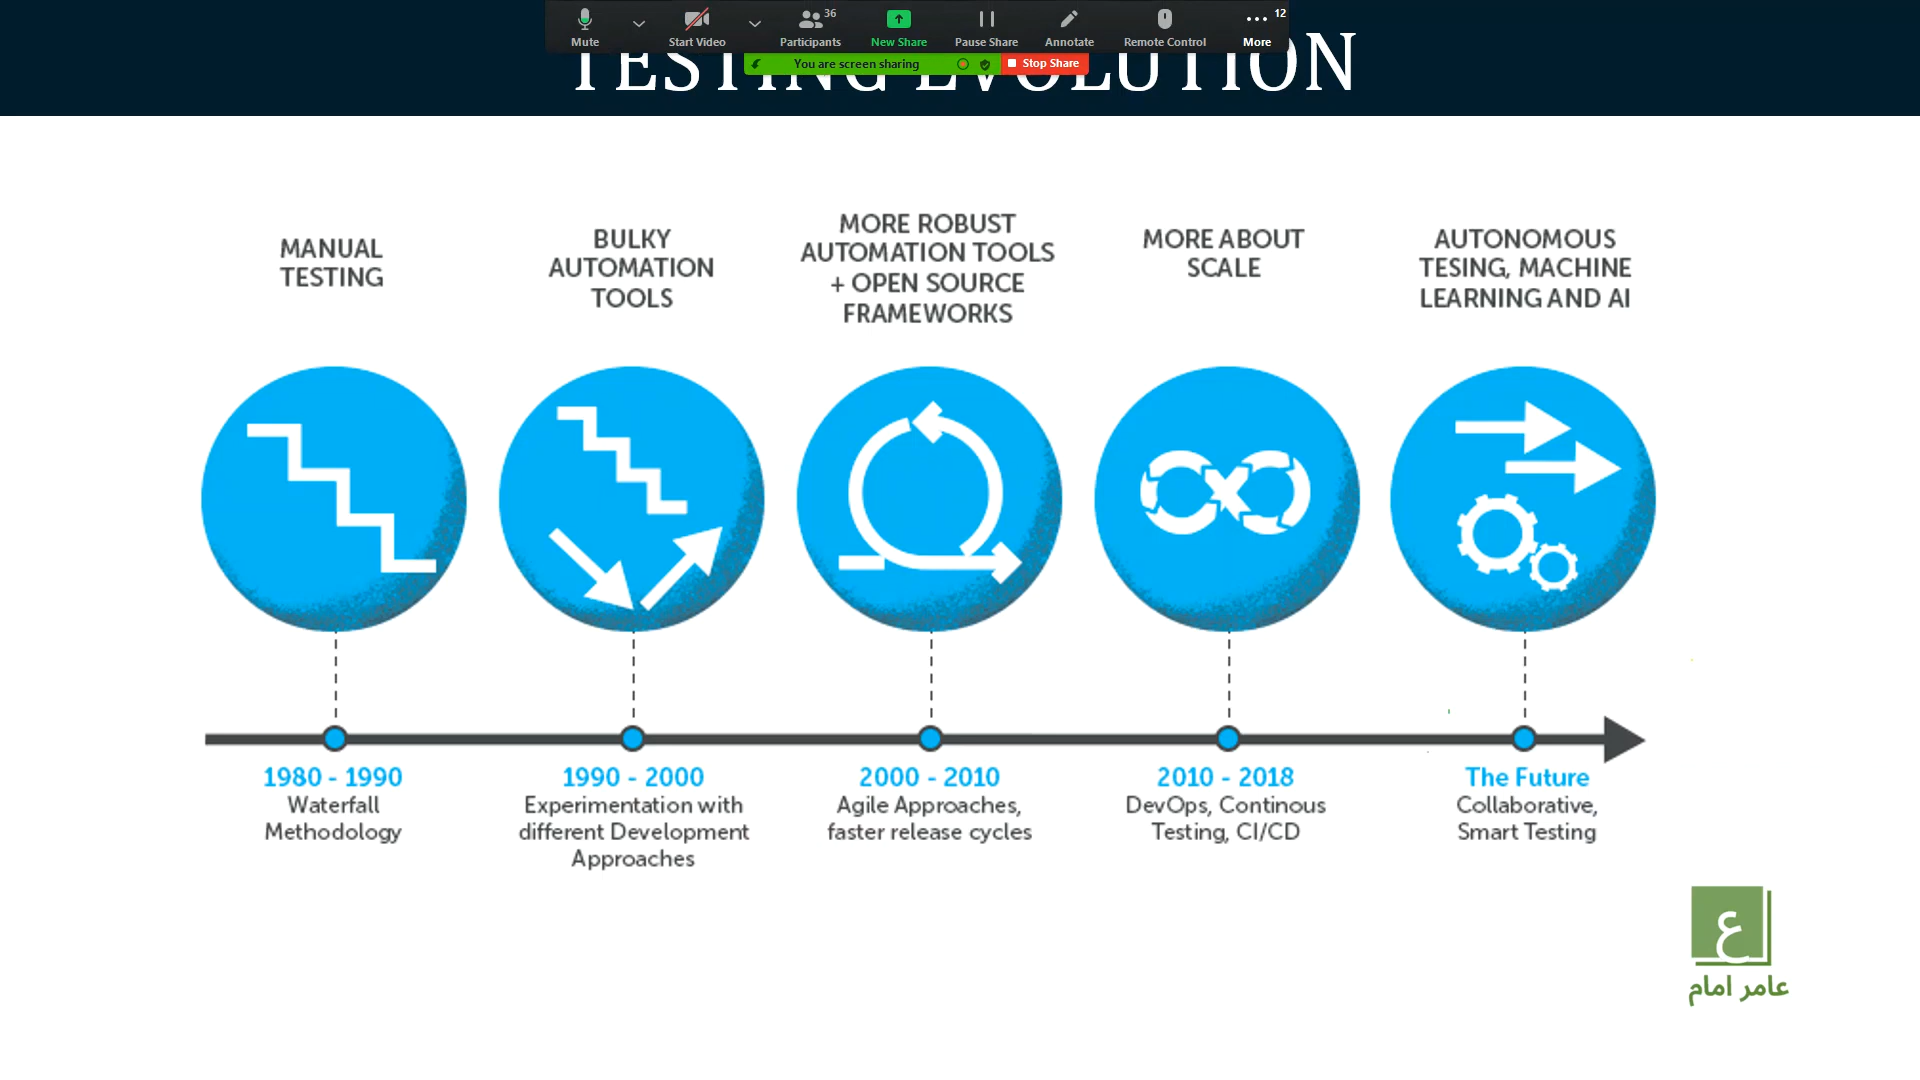 36
12
Mute
Start Video
Participants
New Share
Pause Share
Annotate
Remote Control
More
You are screen sharing
Stop Share
TESTING EVOLUTION
MANUAL
TESTING
BULKY
AUTOMATION
TOOLS
MORE ROBUST
AUTOMATION TOOLS
+ OPEN SOURCE
FRAMEWORKS
MORE ABOUT
SCALE
AUTONOMOUS
TESING, MACHINE
LEARNING AND AI
1980 - 1990
Waterfall
Methodology
1990 - 2000
Experimentation with
different Development
Approaches
2000 - 2010
Agile Approaches,
faster release cycles
2010 - 2018
DevOps, Continous
Testing, CI/CD
The Future
Collaborative,
Smart Testing
ع
عامر امام